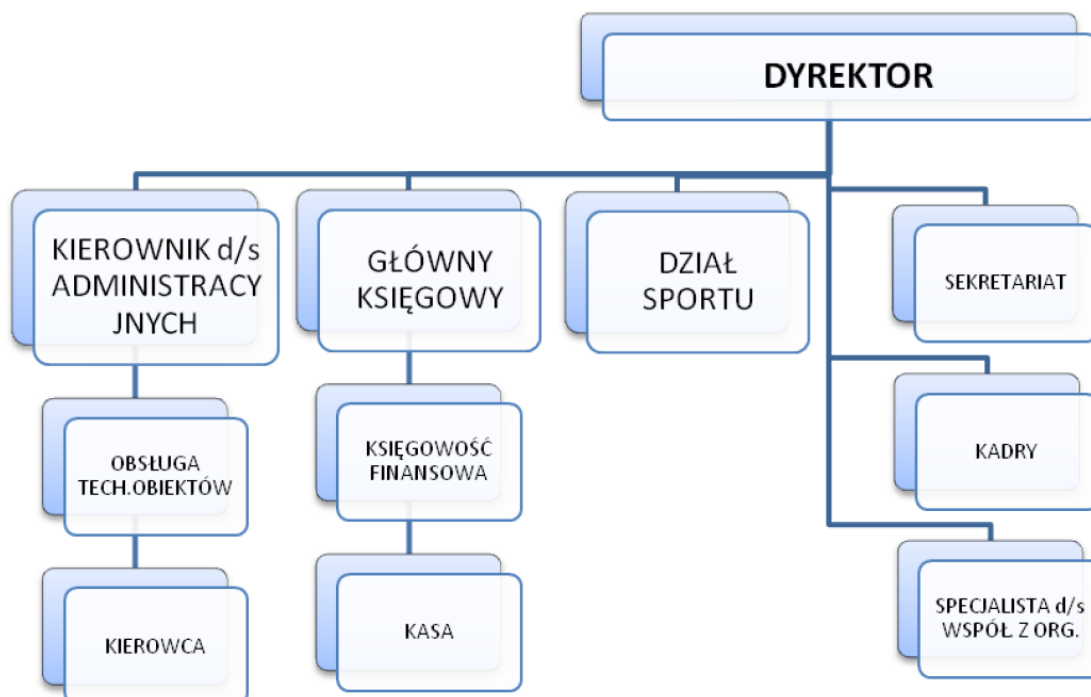 DYREKTOR
KIEROWNIK d/s
ADMINISTRACY
JNYCH
GŁÓWNY
KSIĘGOWY
DZIAŁ
SPORTU
SEKRETARIAT
OBSŁUGA
TECH.OBIEKTÓW
KSIĘGOWOŚĆ
FINANSOWA
KADRY
KIEROWCA
KASA
SPECJALISTA d/s
WSPÓŁ Z ORG.